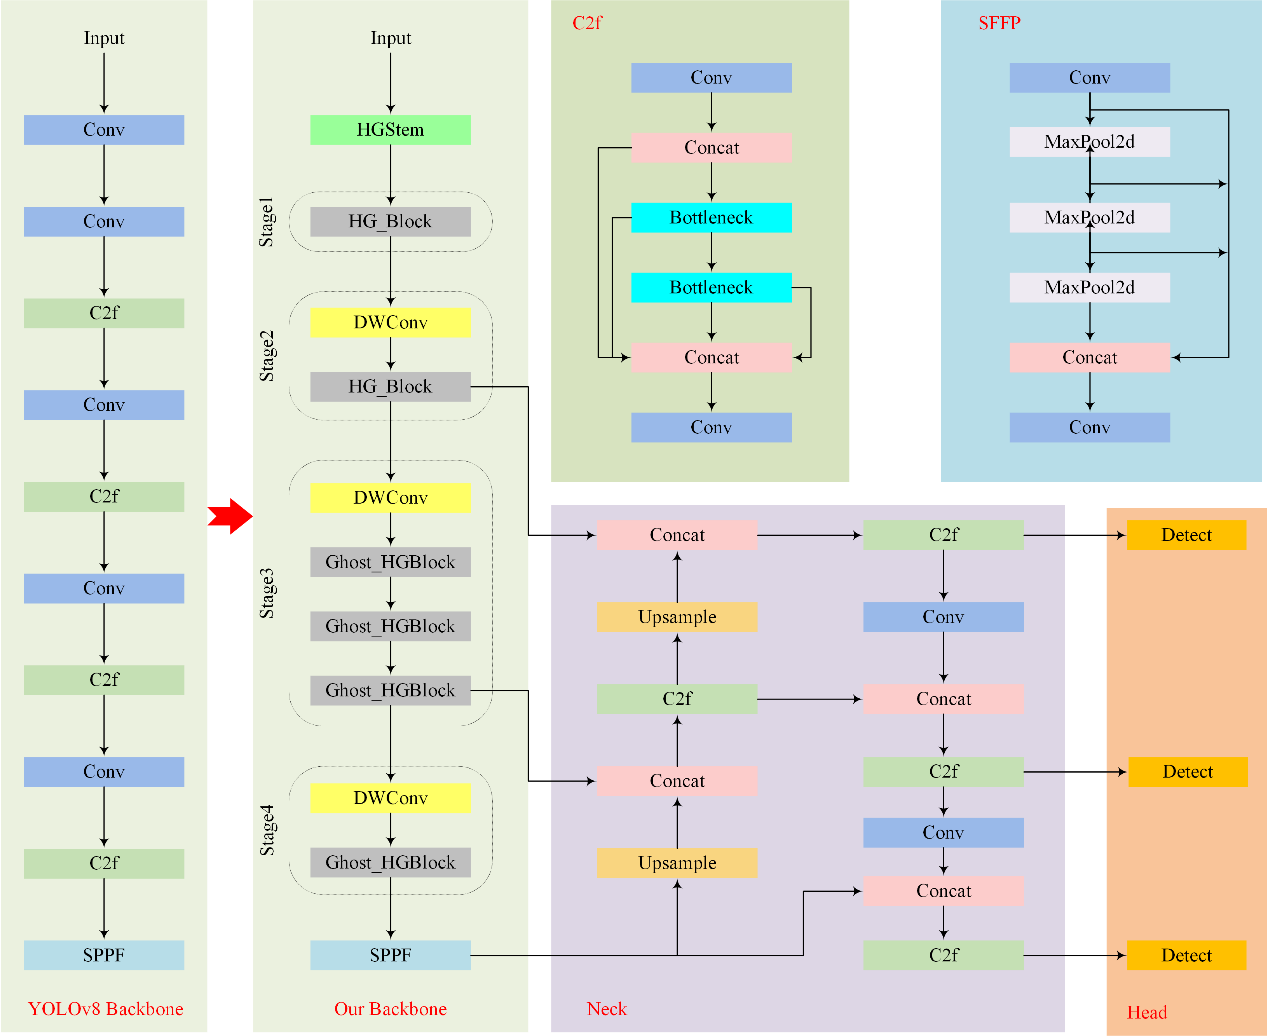 Input
Conv
Conv
C2f
Conv
C2f
Conv
C2f
Conv
C2f
SPPF
YOLOv8 Backbone
Input
HGStem
Stage1
HG_Block
Stage2
DWConv
HG_Block
Stage3
DWConv
Ghost_HGBlock
Ghost_HGBlock
Ghost_HGBlock
Stage4
DWConv
Ghost_HGBlock
SPPF
Our Backbone
C2f
Conv
Concat
Bottleneck
Bottleneck
Concat
Conv
SFFP
Conv
MaxPool2d
MaxPool2d
MaxPool2d
Concat
Conv
Concat
Upsample
C2f
Concat
Upsample
C2f
Conv
Concat
C2f
Conv
Concat
C2f
Neck
Detect
Detect
Detect
Head